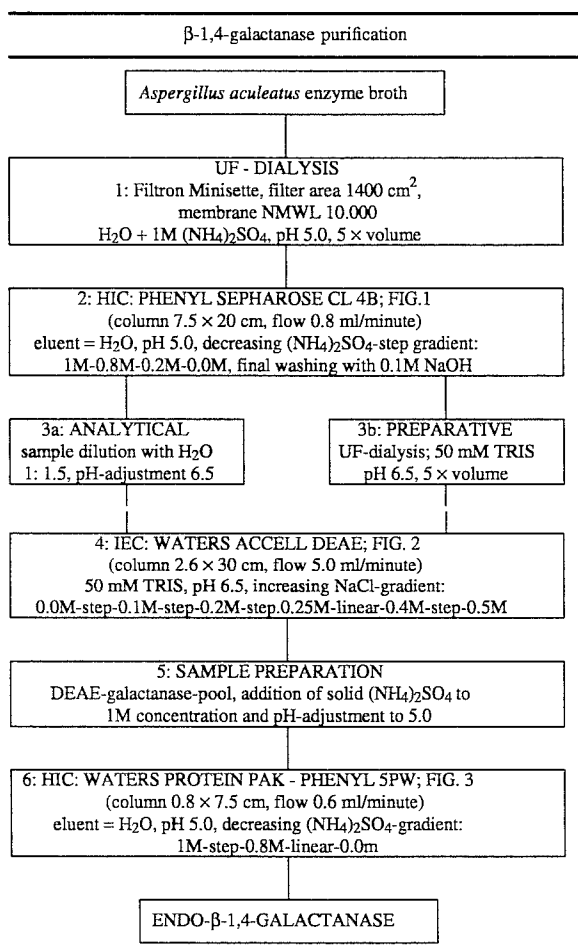 β-1,4-galactanase purification
Aspergillus aculeatus enzyme broth
UF - DIALYSIS
1: Filtron Minisette, filter area 1400 cm²,
membrane NMWL 10.000
H₂O + 1M (NH₄)₂SO₄, pH 5.0, 5 × volume
2: HIC: PHENYL SEPHAROSE CL 4B; FIG.1
(column 7.5 × 20 cm, flow 0.8 ml/minute)
eluent = H₂O, pH 5.0, decreasing (NH₄)₂SO₄-step gradient:
1M-0.8M-0.2M-0.0M, final washing with 0.1M NaOH
3a: ANALYTICAL
sample dilution with H₂O
1: 1.5, pH-adjustment 6.5
3b: PREPARATIVE
UF-dialysis; 50 mM TRIS
pH 6.5, 5 × volume
4: IEC: WATERS ACCELL DEAE; FIG. 2
(column 2.6 × 30 cm, flow 5.0 ml/minute)
50 mM TRIS, pH 6.5, increasing NaCl-gradient:
0.0M-step-0.1M-step-0.2M-step.0.25M-linear-0.4M-step-0.5M
5: SAMPLE PREPARATION
DEAE-galactanase-pool, addition of solid (NH₄)₂SO₄ to
1M concentration and pH-adjustment to 5.0
6: HIC: WATERS PROTEIN PAK - PHENYL 5PW; FIG. 3
(column 0.8 × 7.5 cm, flow 0.6 ml/minute)
eluent = H₂O, pH 5.0, decreasing (NH₄)₂SO₄-gradient:
1M-step-0.8M-linear-0.0m
ENDO-β-1,4-GALACTANASE